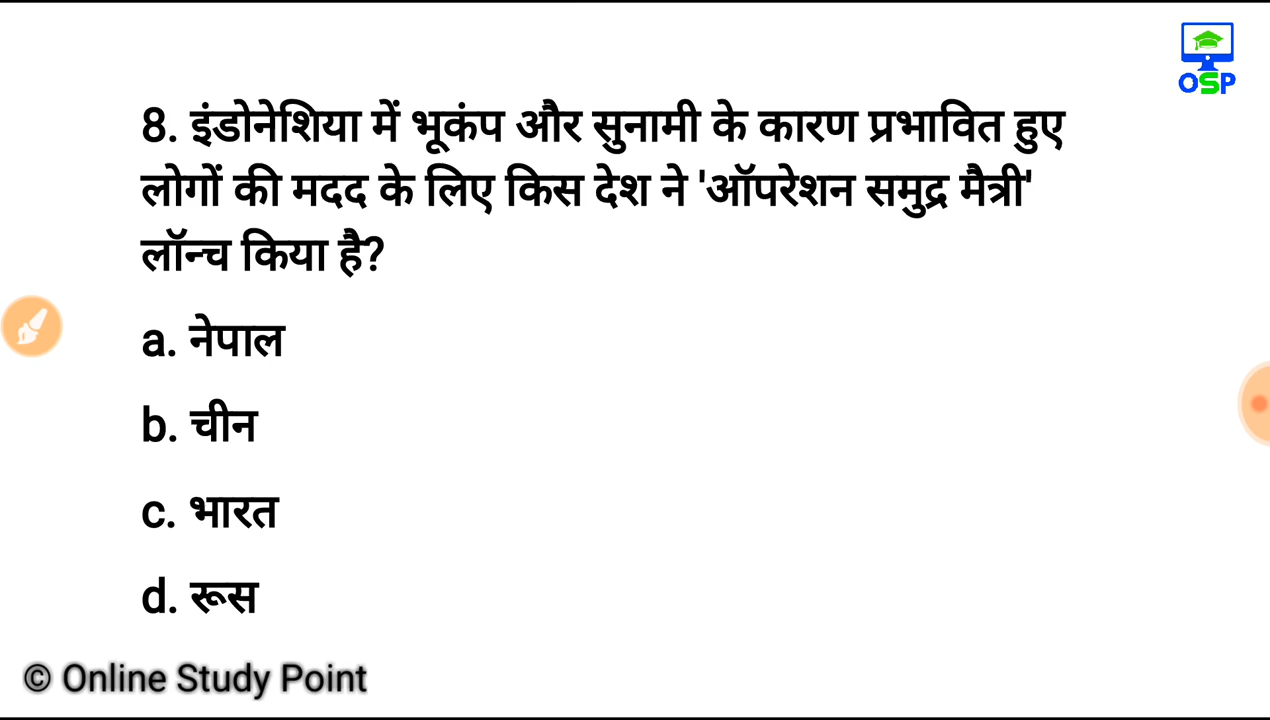 OSP
8. इंडोनेशिया में भूकंप और सुनामी के कारण प्रभावित हुए
लोगों की मदद के लिए किस देश ने 'ऑपरेशन समुद्र मैत्री'
लॉन्च किया है?
a. नेपाल
b. चीन
c. भारत
d. रूस
© Online Study Point